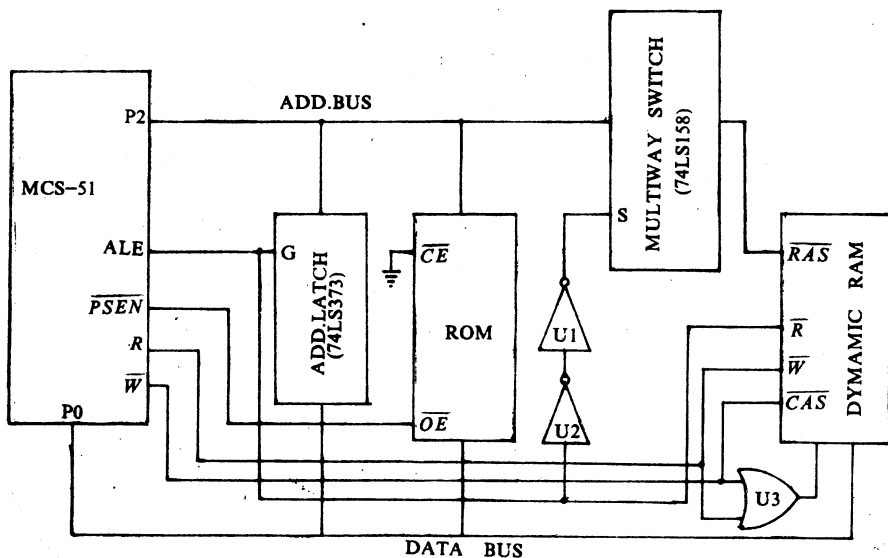 ADD.BUS
P2
MCS-51
ALE
PSEN
R
W
P0
G
ADD.LATCH
(74LS373)
CE
ROM
OE
U1
U2
S
MULTIWAY SWITCH
(74LS158)
RAS
R
W
CAS
DYMAMIC RAM
U3
DATA BUS